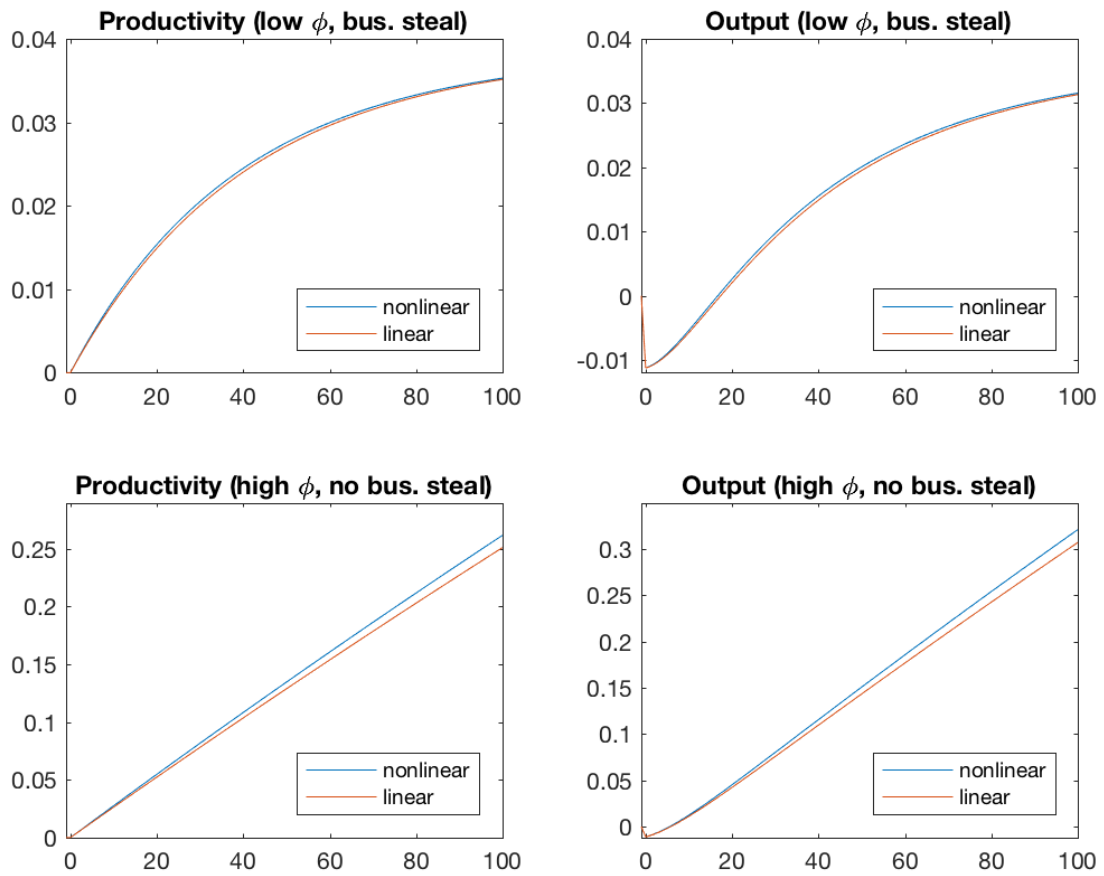 Productivity (low ϕ, bus. steal)
0.04
0.03
0.02
0.01
0
nonlinear
linear
0 20 40 60 80 100
Output (low ϕ, bus. steal)
0.04
0.03
0.02
0.01
0
-0.01
nonlinear
linear
0 20 40 60 80 100
Productivity (high ϕ, no bus. steal)
0.25
0.2
0.15
0.1
0.05
0
nonlinear
linear
0 20 40 60 80 100
Output (high ϕ, no bus. steal)
0.3
0.25
0.2
0.15
0.1
0.05
0
nonlinear
linear
0 20 40 60 80 100